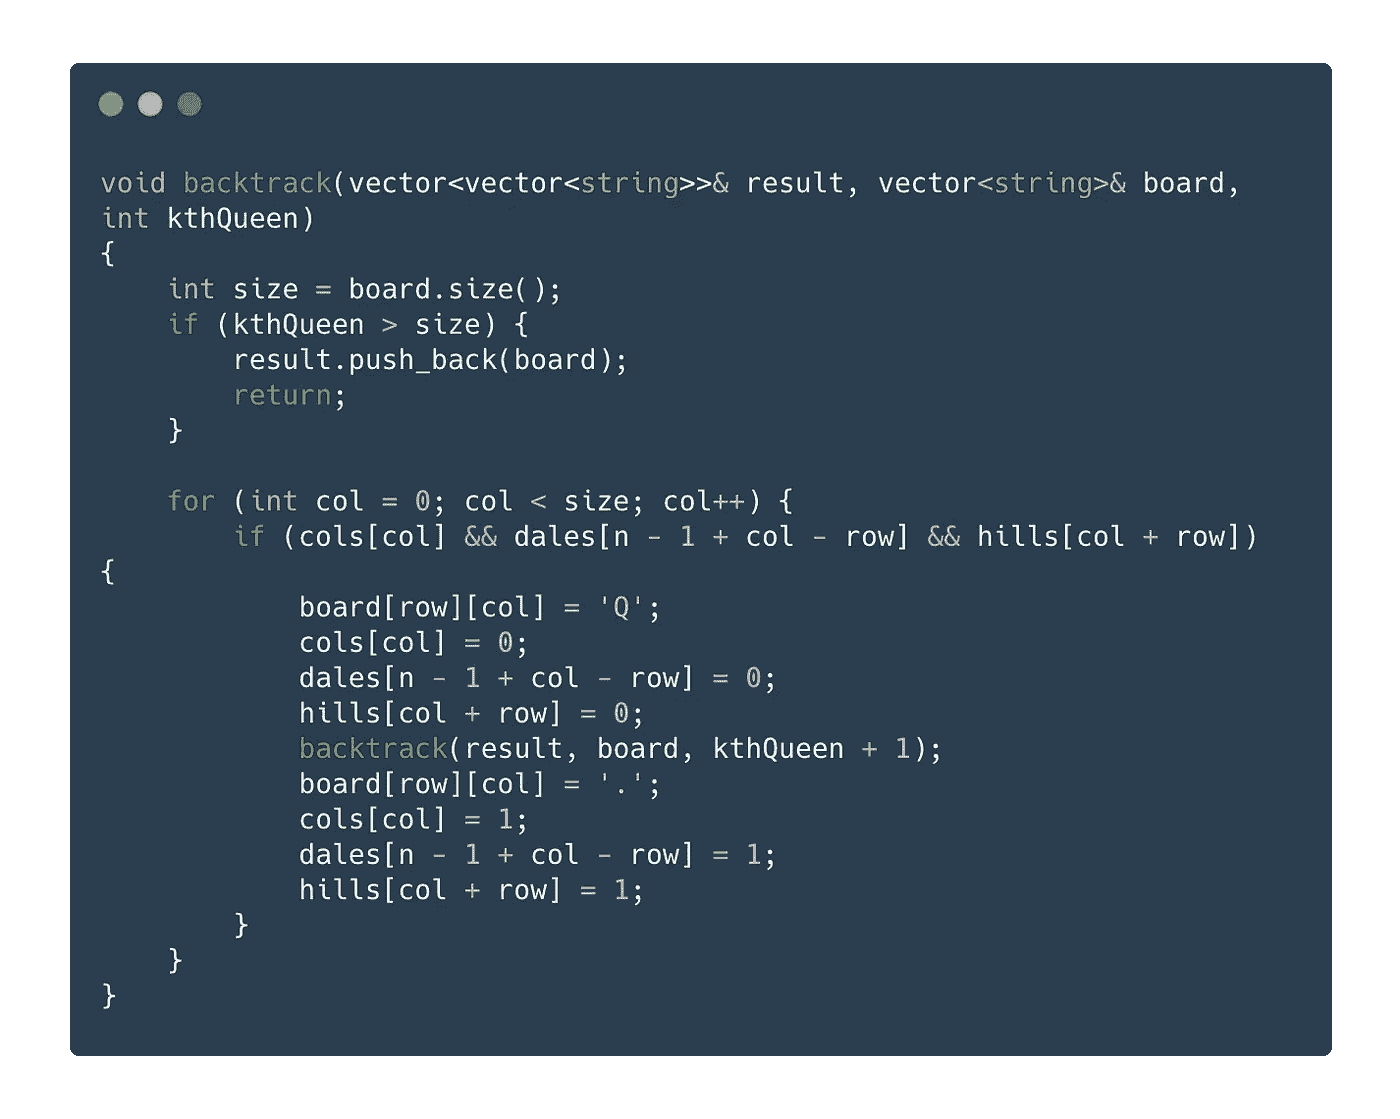 void backtrack(vector<vector<string>>& result, vector<string>& board,
int kthQueen)
{
    int size = board.size();
    if (kthQueen > size) {
        result.push_back(board);
        return;
    }

    for (int col = 0; col < size; col++) {
        if (cols[col] && dales[n - 1 + col - row] && hills[col + row])
{
            board[row][col] = 'Q';
            cols[col] = 0;
            dales[n - 1 + col - row] = 0;
            hills[col + row] = 0;
            backtrack(result, board, kthQueen + 1);
            board[row][col] = '.';
            cols[col] = 1;
            dales[n - 1 + col - row] = 1;
            hills[col + row] = 1;
        }
    }
}